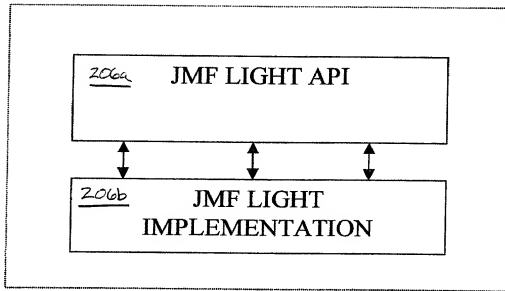 206a JMF LIGHT API
206b JMF LIGHT
IMPLEMENTATION